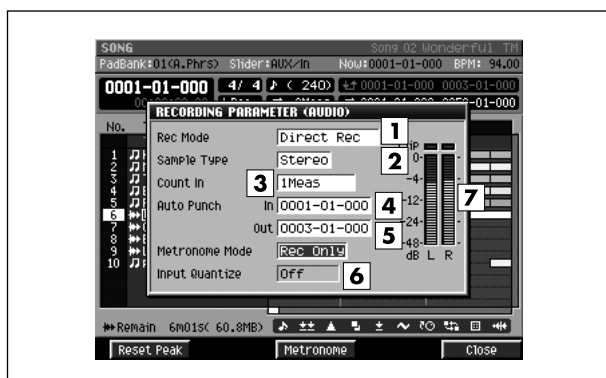 SONG Song 02 Wonderful TM
PadBank:01(A.Phrs) Slider:AUX/In Now:0001-01-000 BPM: 94.00
0001-01-000 4/ 4 ♪ ( 240) 0001-01-000 0003-01-000
RECORDING PARAMETER (AUDIO)
No.
Rec Mode Direct Rec 1
Sample Type Stereo 2
Count In 3 1Meas
Auto Punch In 0001-01-000 4
Out 0003-01-000 5
Metronome Mode Rec Only
Input Quantize Off 6
0-
-4-
-12-
-24-
-48-
dB L R
7
1
2
3
4
5
6
7
8
9
10
Remain 6m01s( 60.8MB)
Reset Peak Metronome Close